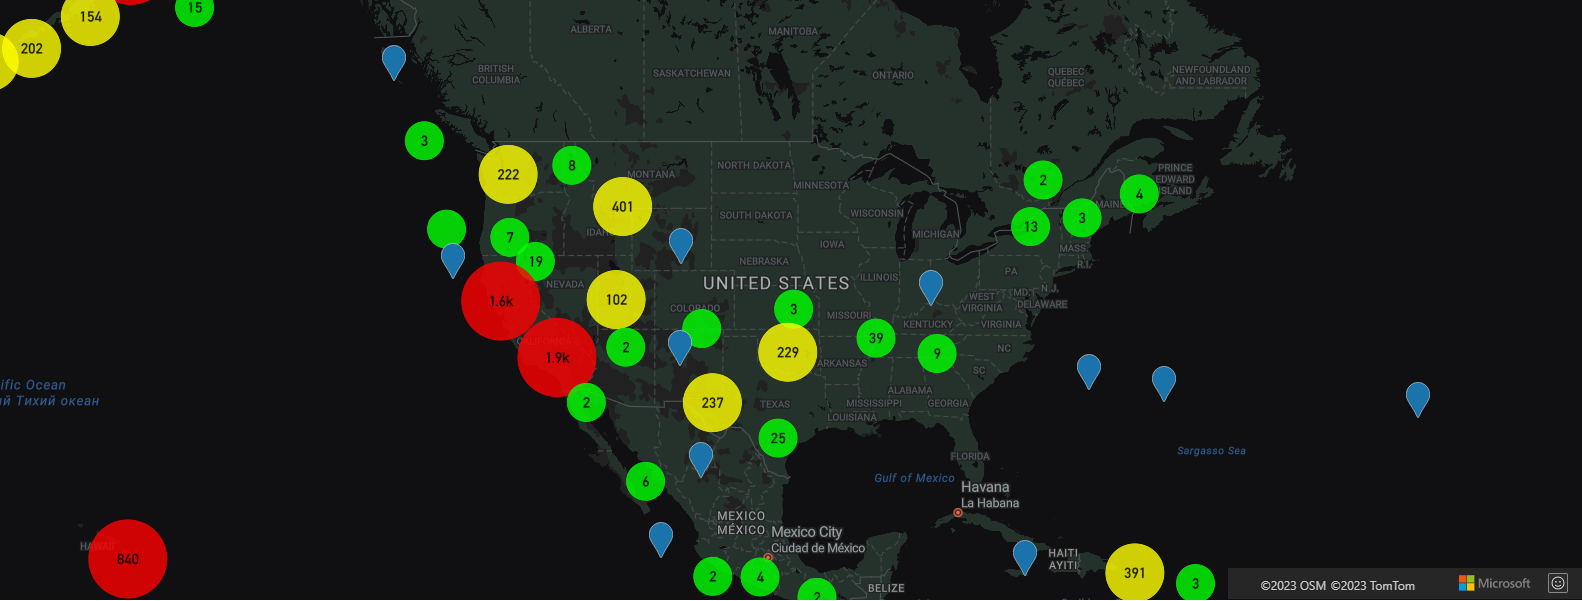 154
15
202
ALBERTA
MANITOBA
BRITISH
COLUMBIA
SASKATCHEWAN
ONTARIO
QUEBEC
QUÉBEC
NEWFOUNDLAND
AND LABRADOR
3
222
8
MONTANA
NORTH DAKOTA
MINNESOTA
2
PRINCE
EDWARD
ISLAND
4
MAINE
401
SOUTH DAKOTA
WISCONSIN
MICHIGAN
13
3
7
IDAHO
IOWA
MASS.
R.I.
19
NEBRASKA
PA
UNITED STATES
ILLINOIS
NEVADA
1.6k
102
COLORADO
3
MISSOURI
WEST
VIRGINIA
MD.
N.J.
DELAWARE
KENTUCKY
VIRGINIA
CALIFORNIA
1.9k
2
229
39
9
NC
ARKANSAS
SC
ific Ocean
ий Тихий океан
2
237
TEXAS
ALABAMA
MISSISSIPPI
GEORGIA
LOUISIANA
25
FLORIDA
Sargasso Sea
6
Gulf of Mexico
Havana
La Habana
MEXICO
MÉXICO
Mexico City
Ciudad de México
HAWAII
840
HAITI
AYITI
391
3
2
4
2
BELIZE
©2023 OSM ©2023 TomTom
Microsoft